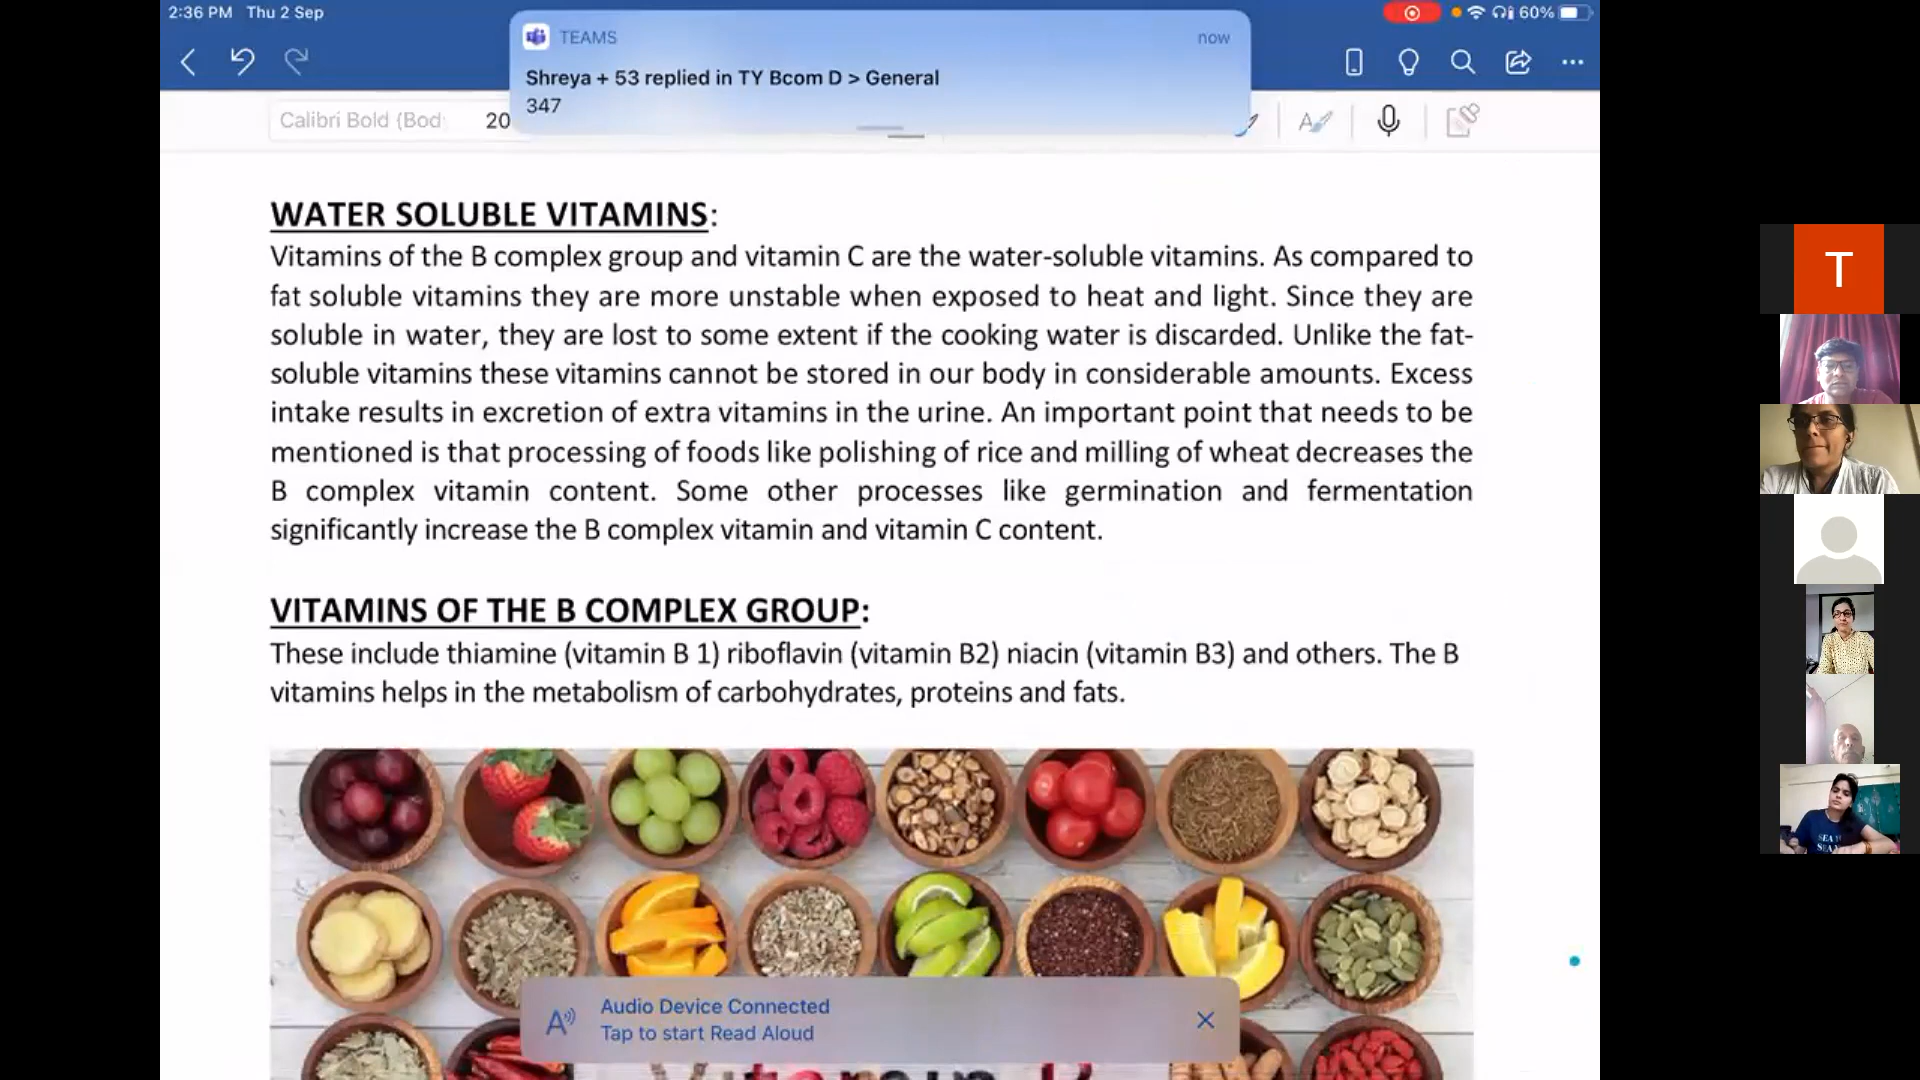 2:36 PM Thu 2 Sep
60%
TEAMS
now
Shreya + 53 replied in TY Bcom D > General
347
Calibri Bold (Bod
20
WATER SOLUBLE VITAMINS:
Vitamins of the B complex group and vitamin C are the water-soluble vitamins. As compared to
fat soluble vitamins they are more unstable when exposed to heat and light. Since they are
soluble in water, they are lost to some extent if the cooking water is discarded. Unlike the fat-
soluble vitamins these vitamins cannot be stored in our body in considerable amounts. Excess
intake results in excretion of extra vitamins in the urine. An important point that needs to be
mentioned is that processing of foods like polishing of rice and milling of wheat decreases the
B complex vitamin content. Some other processes like germination and fermentation
significantly increase the B complex vitamin and vitamin C content.
VITAMINS OF THE B COMPLEX GROUP:
These include thiamine (vitamin B 1) riboflavin (vitamin B2) niacin (vitamin B3) and others. The B
vitamins helps in the metabolism of carbohydrates, proteins and fats.
Audio Device Connected
Tap to start Read Aloud
T